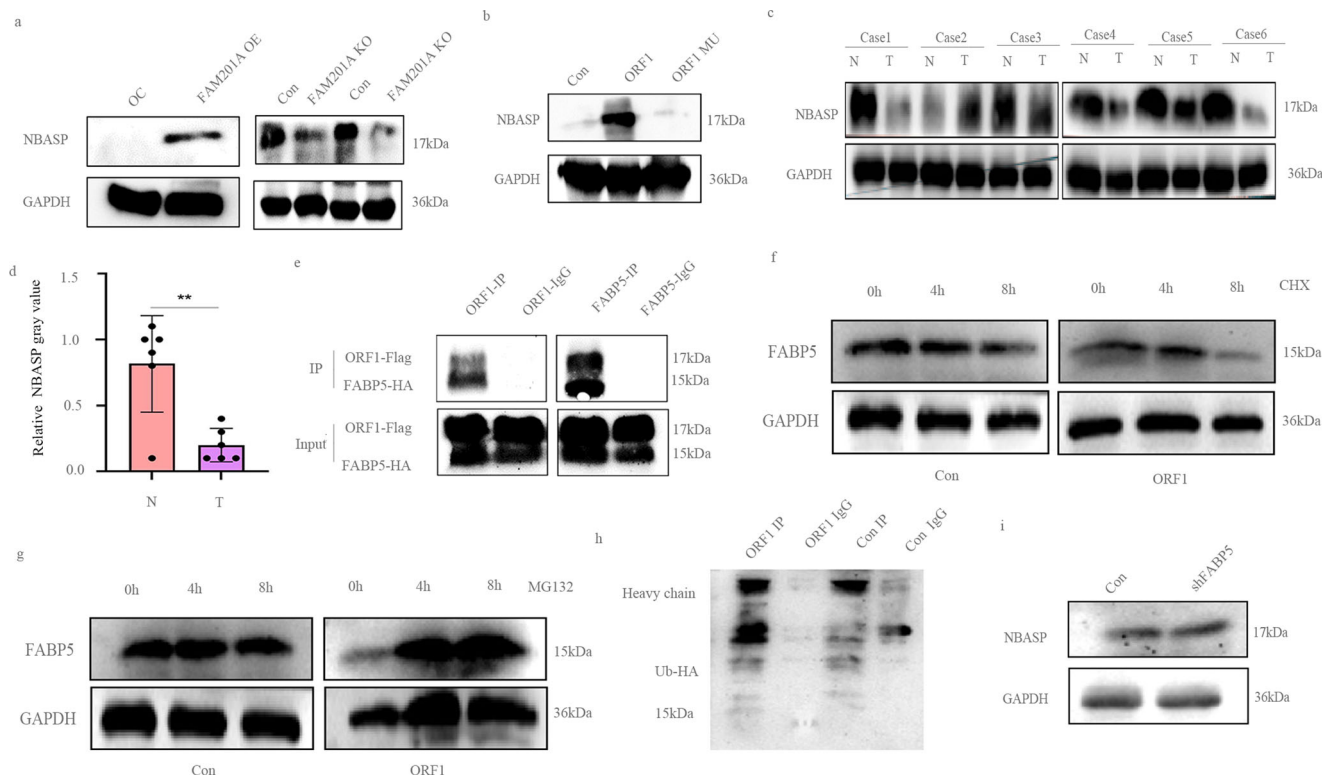 a
OC
FAM201A OE
Con
FAM201A KO
Con
FAM201A KO
NBASP
17kDa
GAPDH
36kDa
b
Con
ORF1
ORF1 MU
NBASP
17kDa
GAPDH
36kDa
c
Case1 Case2 Case3 Case4 Case5 Case6
N T N T N T N T N T N T
NBASP
17kDa
GAPDH
36kDa
d
Relative NBASP gray value
1.5
1.0
0.5
0.0
**
N T
e
ORF1-IP
ORF1-IgG
FABP5-IP
FABP5-IgG
IP
ORF1-Flag
17kDa
FABP5-HA
15kDa
Input
ORF1-Flag
17kDa
FABP5-HA
15kDa
f
0h 4h 8h 0h 4h 8h CHX
FABP5
15kDa
GAPDH
36kDa
Con ORF1
g
0h 4h 8h 0h 4h 8h MG132
FABP5
15kDa
GAPDH
36kDa
Con ORF1
h
ORF1 IP
ORF1 IgG
Con IP
Con IgG
Heavy chain
Ub-HA
15kDa
i
Con
shFABP5
NBASP
17kDa
GAPDH
36kDa